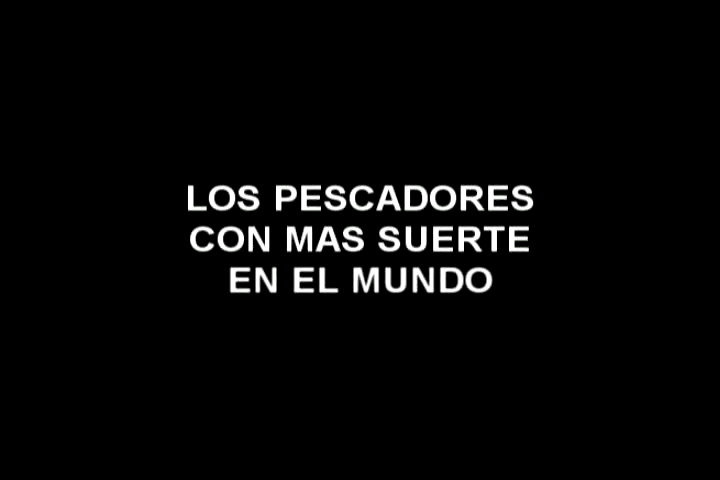 LOS PESCADORES
CON MAS SUERTE
EN EL MUNDO